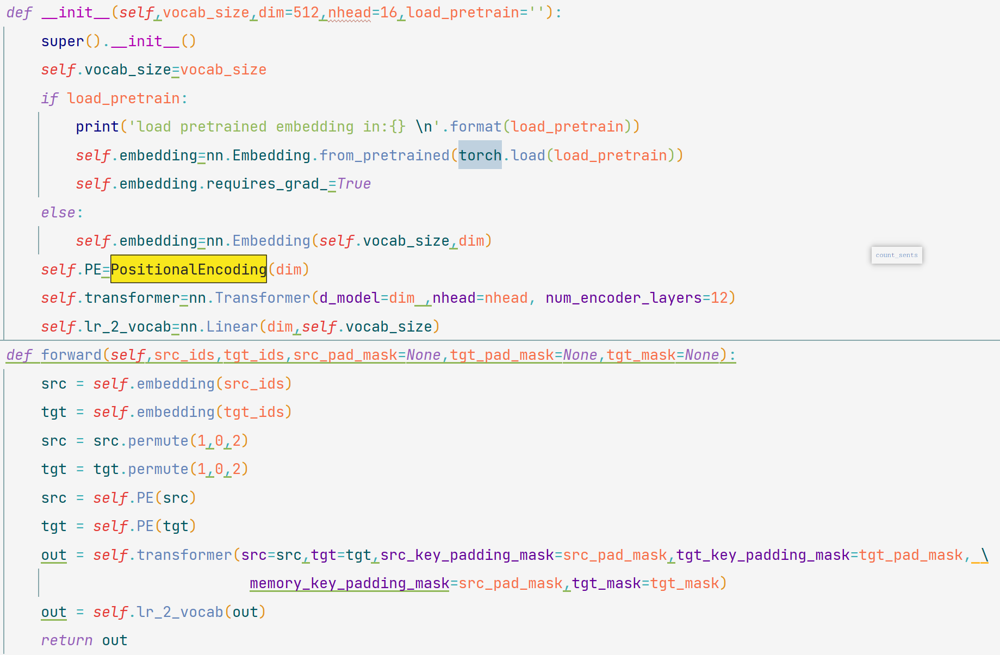 def __init__(self,vocab_size,dim=512,nhead=16,load_pretrain=''):
super().__init__()
self.vocab_size=vocab_size
if load_pretrain:
print('load pretrained embedding in:{} \n'.format(load_pretrain))
self.embedding=nn.Embedding.from_pretrained(torch.load(load_pretrain))
self.embedding.requires_grad_=True
else:
self.embedding=nn.Embedding(self.vocab_size,dim)
count_sents
self.PE=PositionalEncoding(dim)
self.transformer=nn.Transformer(d_model=dim ,nhead=nhead, num_encoder_layers=12)
self.lr_2_vocab=nn.Linear(dim,self.vocab_size)
def forward(self,src_ids,tgt_ids,src_pad_mask=None,tgt_pad_mask=None,tgt_mask=None):
src = self.embedding(src_ids)
tgt = self.embedding(tgt_ids)
src = src.permute(1,0,2)
tgt = tgt.permute(1,0,2)
src = self.PE(src)
tgt = self.PE(tgt)
out = self.transformer(src=src,tgt=tgt,src_key_padding_mask=src_pad_mask,tgt_key_padding_mask=tgt_pad_mask, \
memory_key_padding_mask=src_pad_mask,tgt_mask=tgt_mask)
out = self.lr_2_vocab(out)
return out